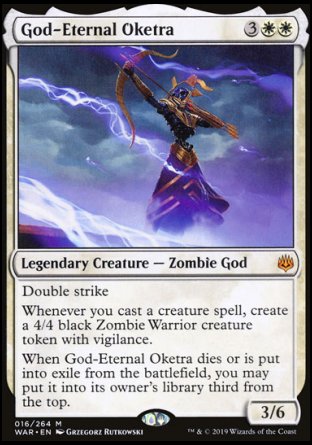 God-Eternal Oketra 3
Legendary Creature — Zombie God
Double strike
Whenever you cast a creature spell, create
a 4/4 black Zombie Warrior creature
token with vigilance.
When God-Eternal Oketra dies or is put
into exile from the battlefield, you may
put it into its owner's library third from
the top.
3/6
016/264 M
WAR • EN GRZEGORZ RUTKOWSKI
™ & © 2019 Wizards of the Coast